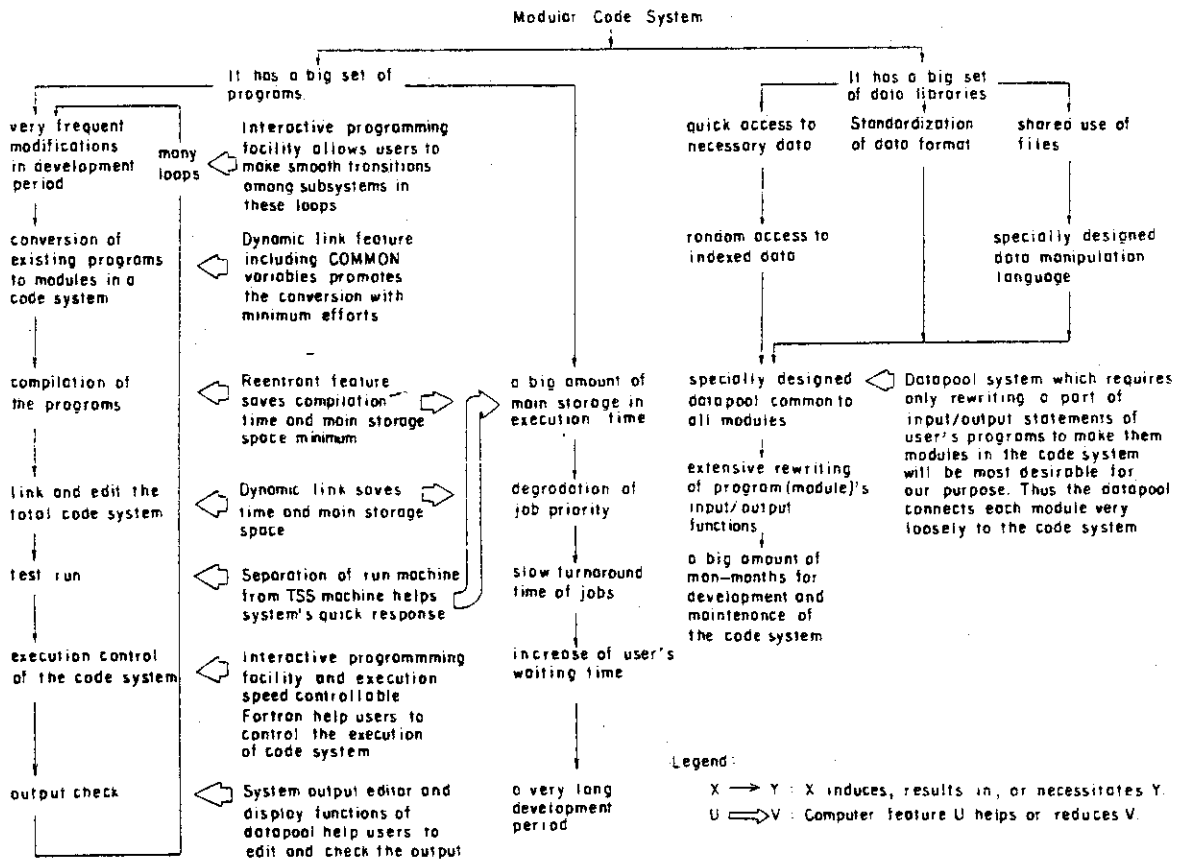 Modular Code System
It has a big set of
programs.
very frequent
modifications
in development
period
many
loops
Interactive programming
facility allows users to
make smooth transitions
among subsystems in
these loops
conversion of
existing programs
to modules in a
code system
Dynamic link feature
including COMMON
variables promotes
the conversion with
minimum efforts
compilation of
the programs
Reentrant feature
saves compilation
time and main storage
space minimum
link and edit the
total code system
Dynamic link saves
time and main storage
space
test run
Separation of run machine
from TSS machine helps
system's quick response
execution control
of the code system
Interactive programmming
facility and execution
speed controllable
Fortran help users to
control the execution
of code system
output check
System output editor and
display functions of
datapool help users to
edit and check the output
a big amount of
main storage in
execution time
degradation of
job priority
slow turnaround
time of jobs
increase of user's
waiting time
a very long
development
period
It has a big set
of data libraries
quick access to
necessary data
Standardization
of data format
shared use of
files
random access to
indexed data
specially designed
data manipulation
language
specially designed
datapool common to
all modules
Datapool system which requires
only rewriting a part of
input/output statements of
user's programs to make them
modules in the code system
will be most desirable for
our purpose. Thus the datapool
connects each module very
loosely to the code system
extensive rewriting
of program(module)'s
input/output
functions
a big amount of
man-months for
development and
maintenance of
the code system
Legend:
X → Y : X induces, results in, or necessitates Y.
U ⇒ V : Computer feature U helps or reduces V.